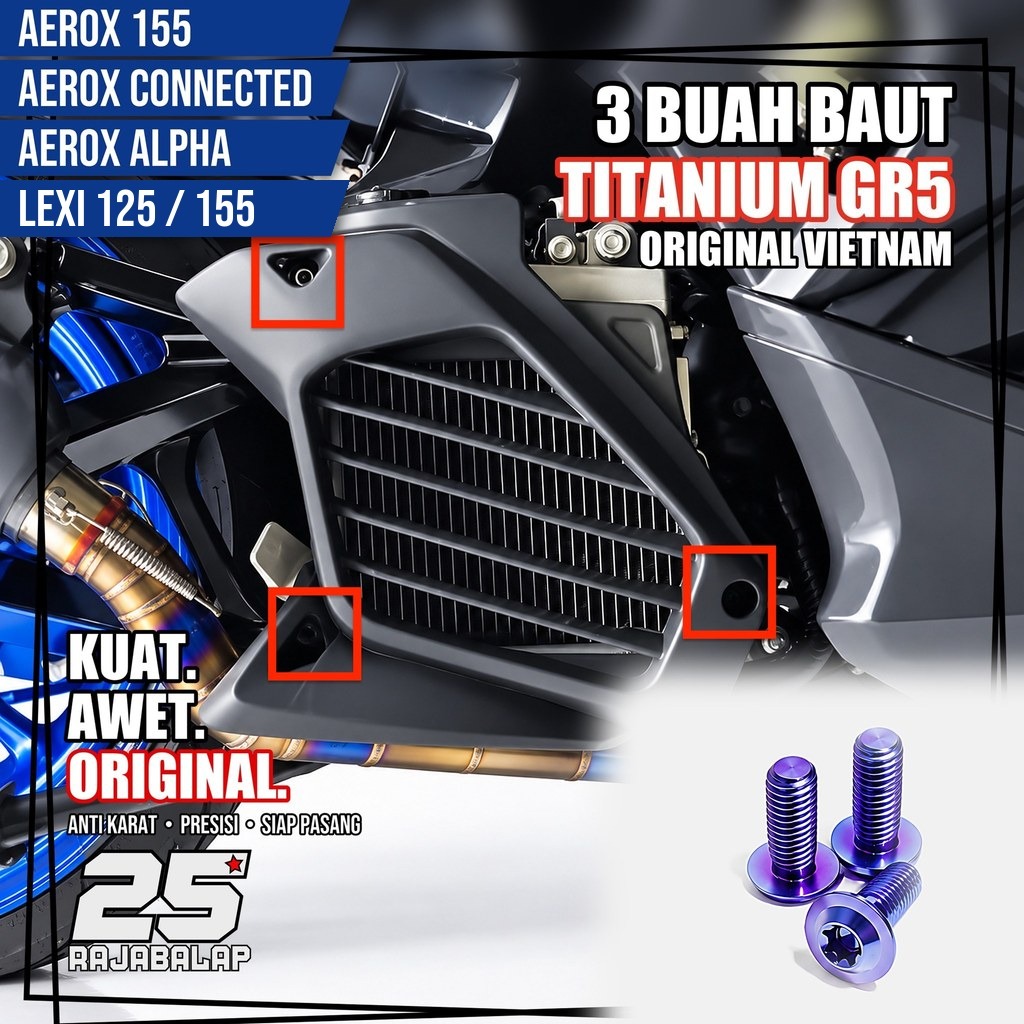 AEROX 155
AEROX CONNECTED
AEROX ALPHA
LEXI 125 / 155
3 BUAH BAUT
TITANIUM GR5
ORIGINAL VIETNAM
KUAT.
AWET.
ORIGINAL.
ANTI KARAT • PRESISI • SIAP PASANG
25
RAJABALAP